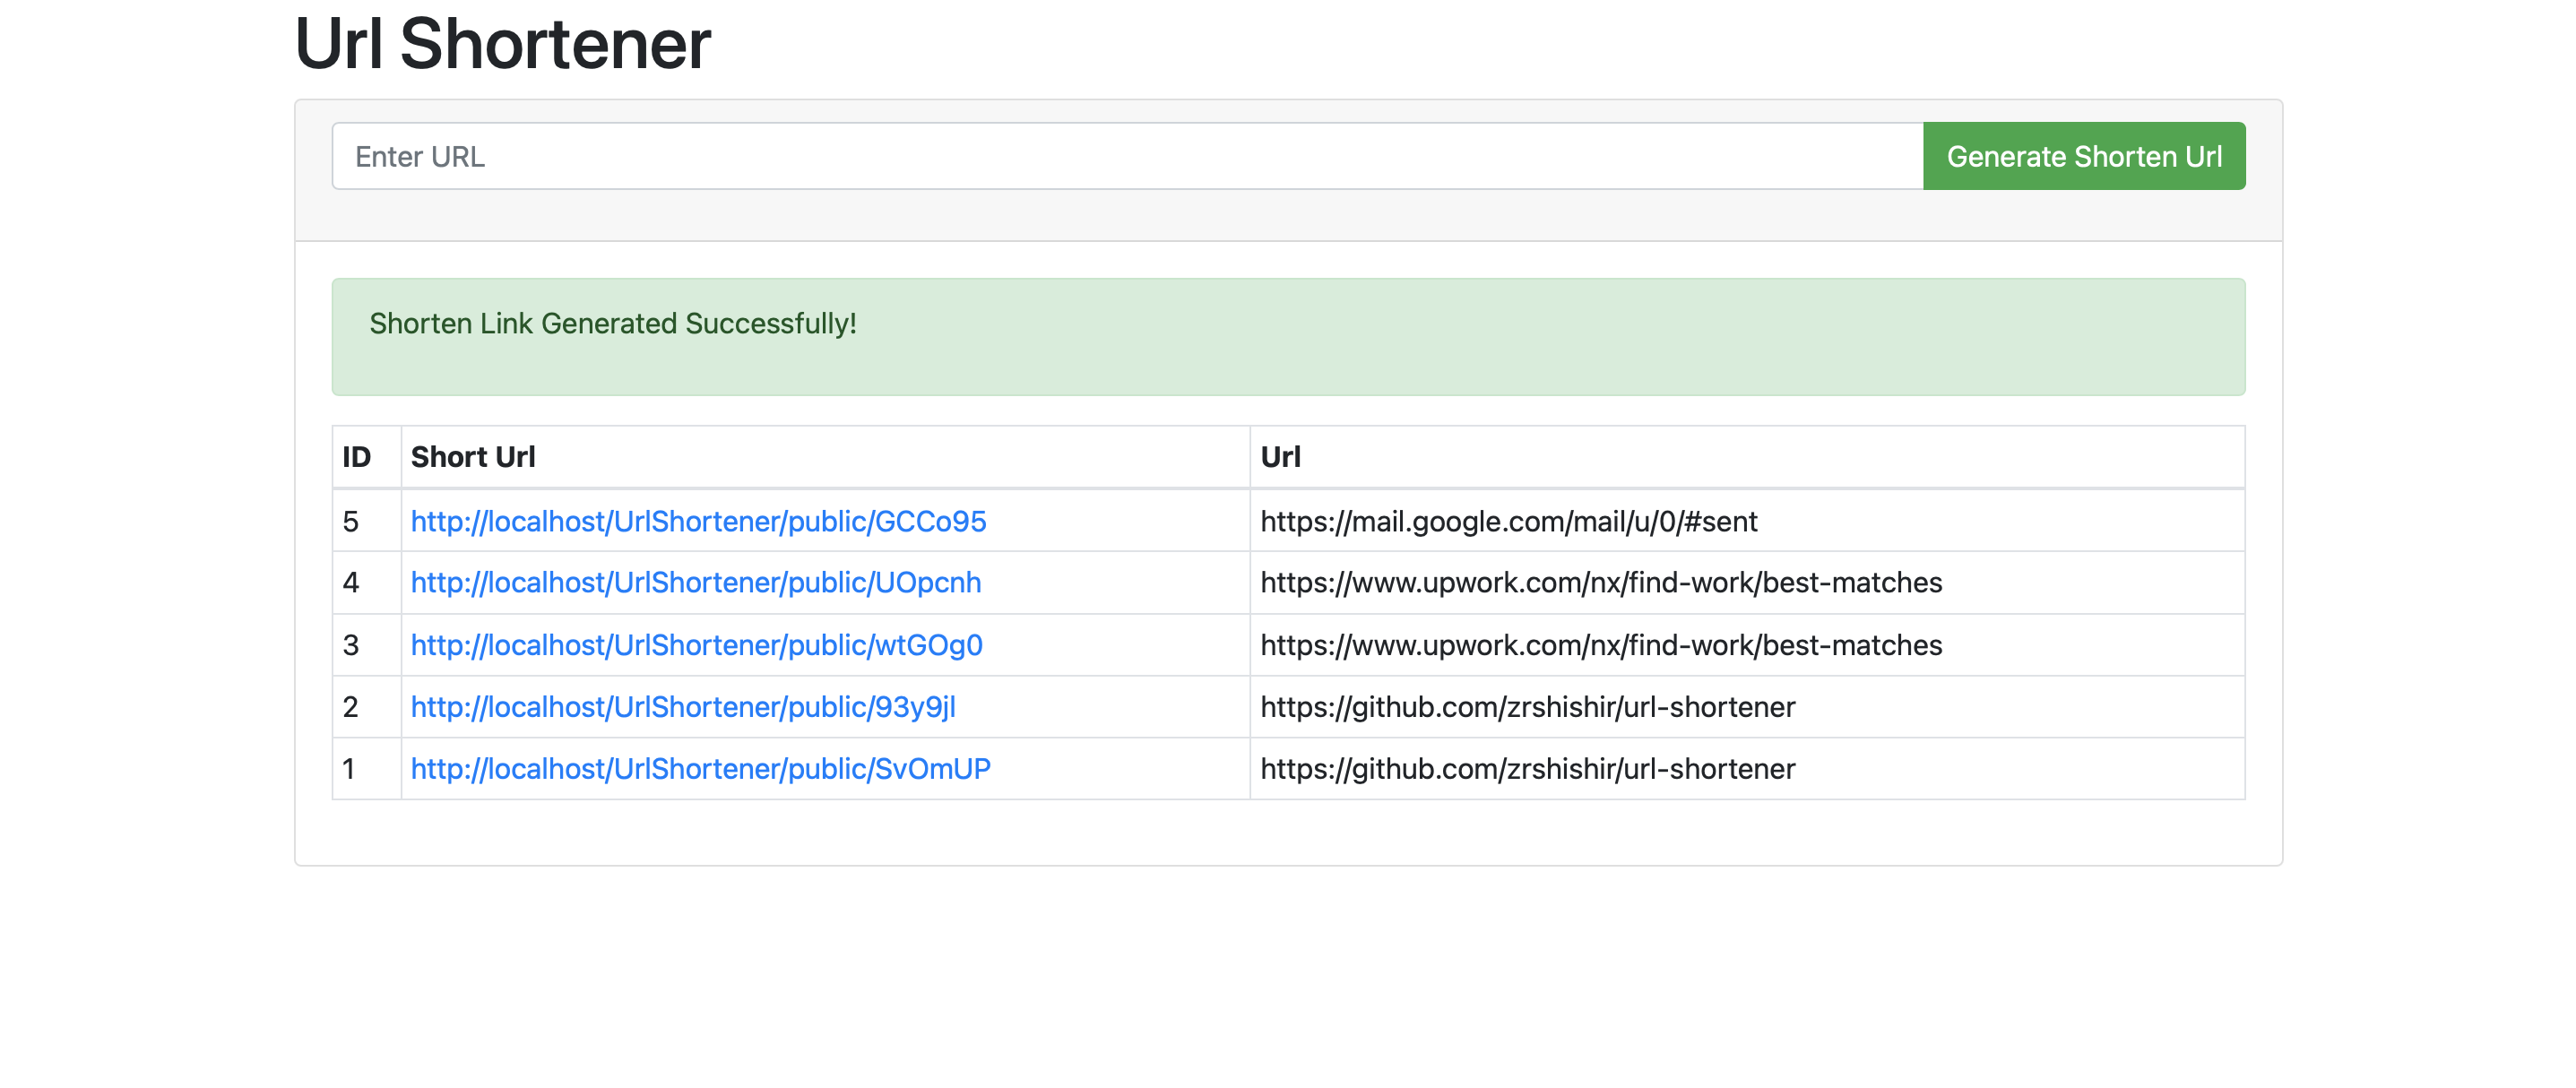 Url Shortener
Enter URL Generate Shorten Url
Shorten Link Generated Successfully!
ID Short Url Url
5 http://localhost/UrlShortener/public/GCCo95 https://mail.google.com/mail/u/0/#sent
4 http://localhost/UrlShortener/public/UOpcnh https://www.upwork.com/nx/find-work/best-matches
3 http://localhost/UrlShortener/public/wtGOg0 https://www.upwork.com/nx/find-work/best-matches
2 http://localhost/UrlShortener/public/93y9jl https://github.com/zrshishir/url-shortener
1 http://localhost/UrlShortener/public/SvOmUP https://github.com/zrshishir/url-shortener